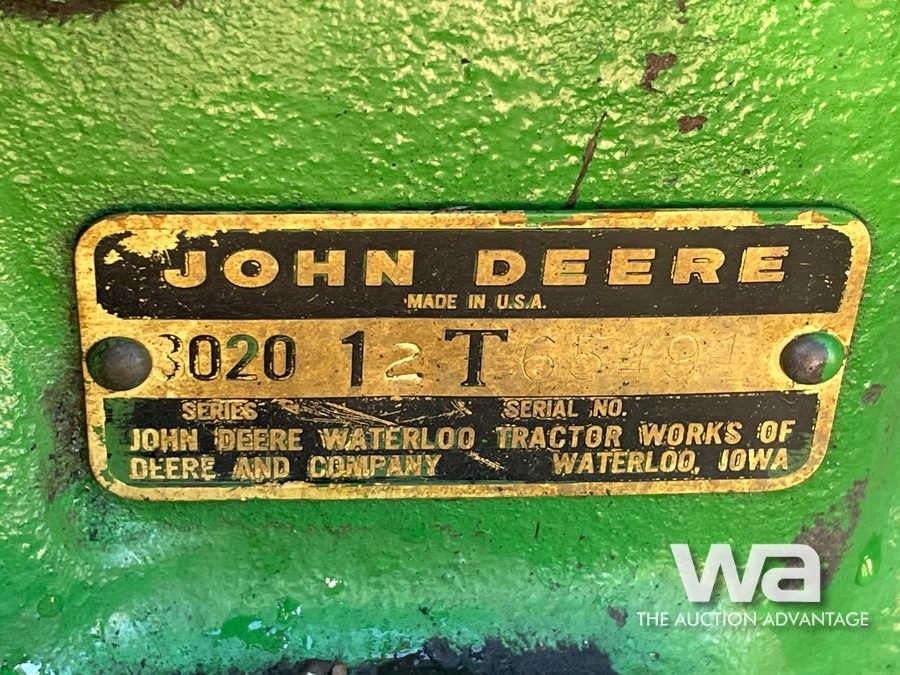 JOHN DEERE
MADE IN U.S.A.
3020 12 T 65491
SERIES SERIAL NO.
JOHN DEERE WATERLOO TRACTOR WORKS OF
DEERE AND COMPANY WATERLOO, IOWA
wa
THE AUCTION ADVANTAGE